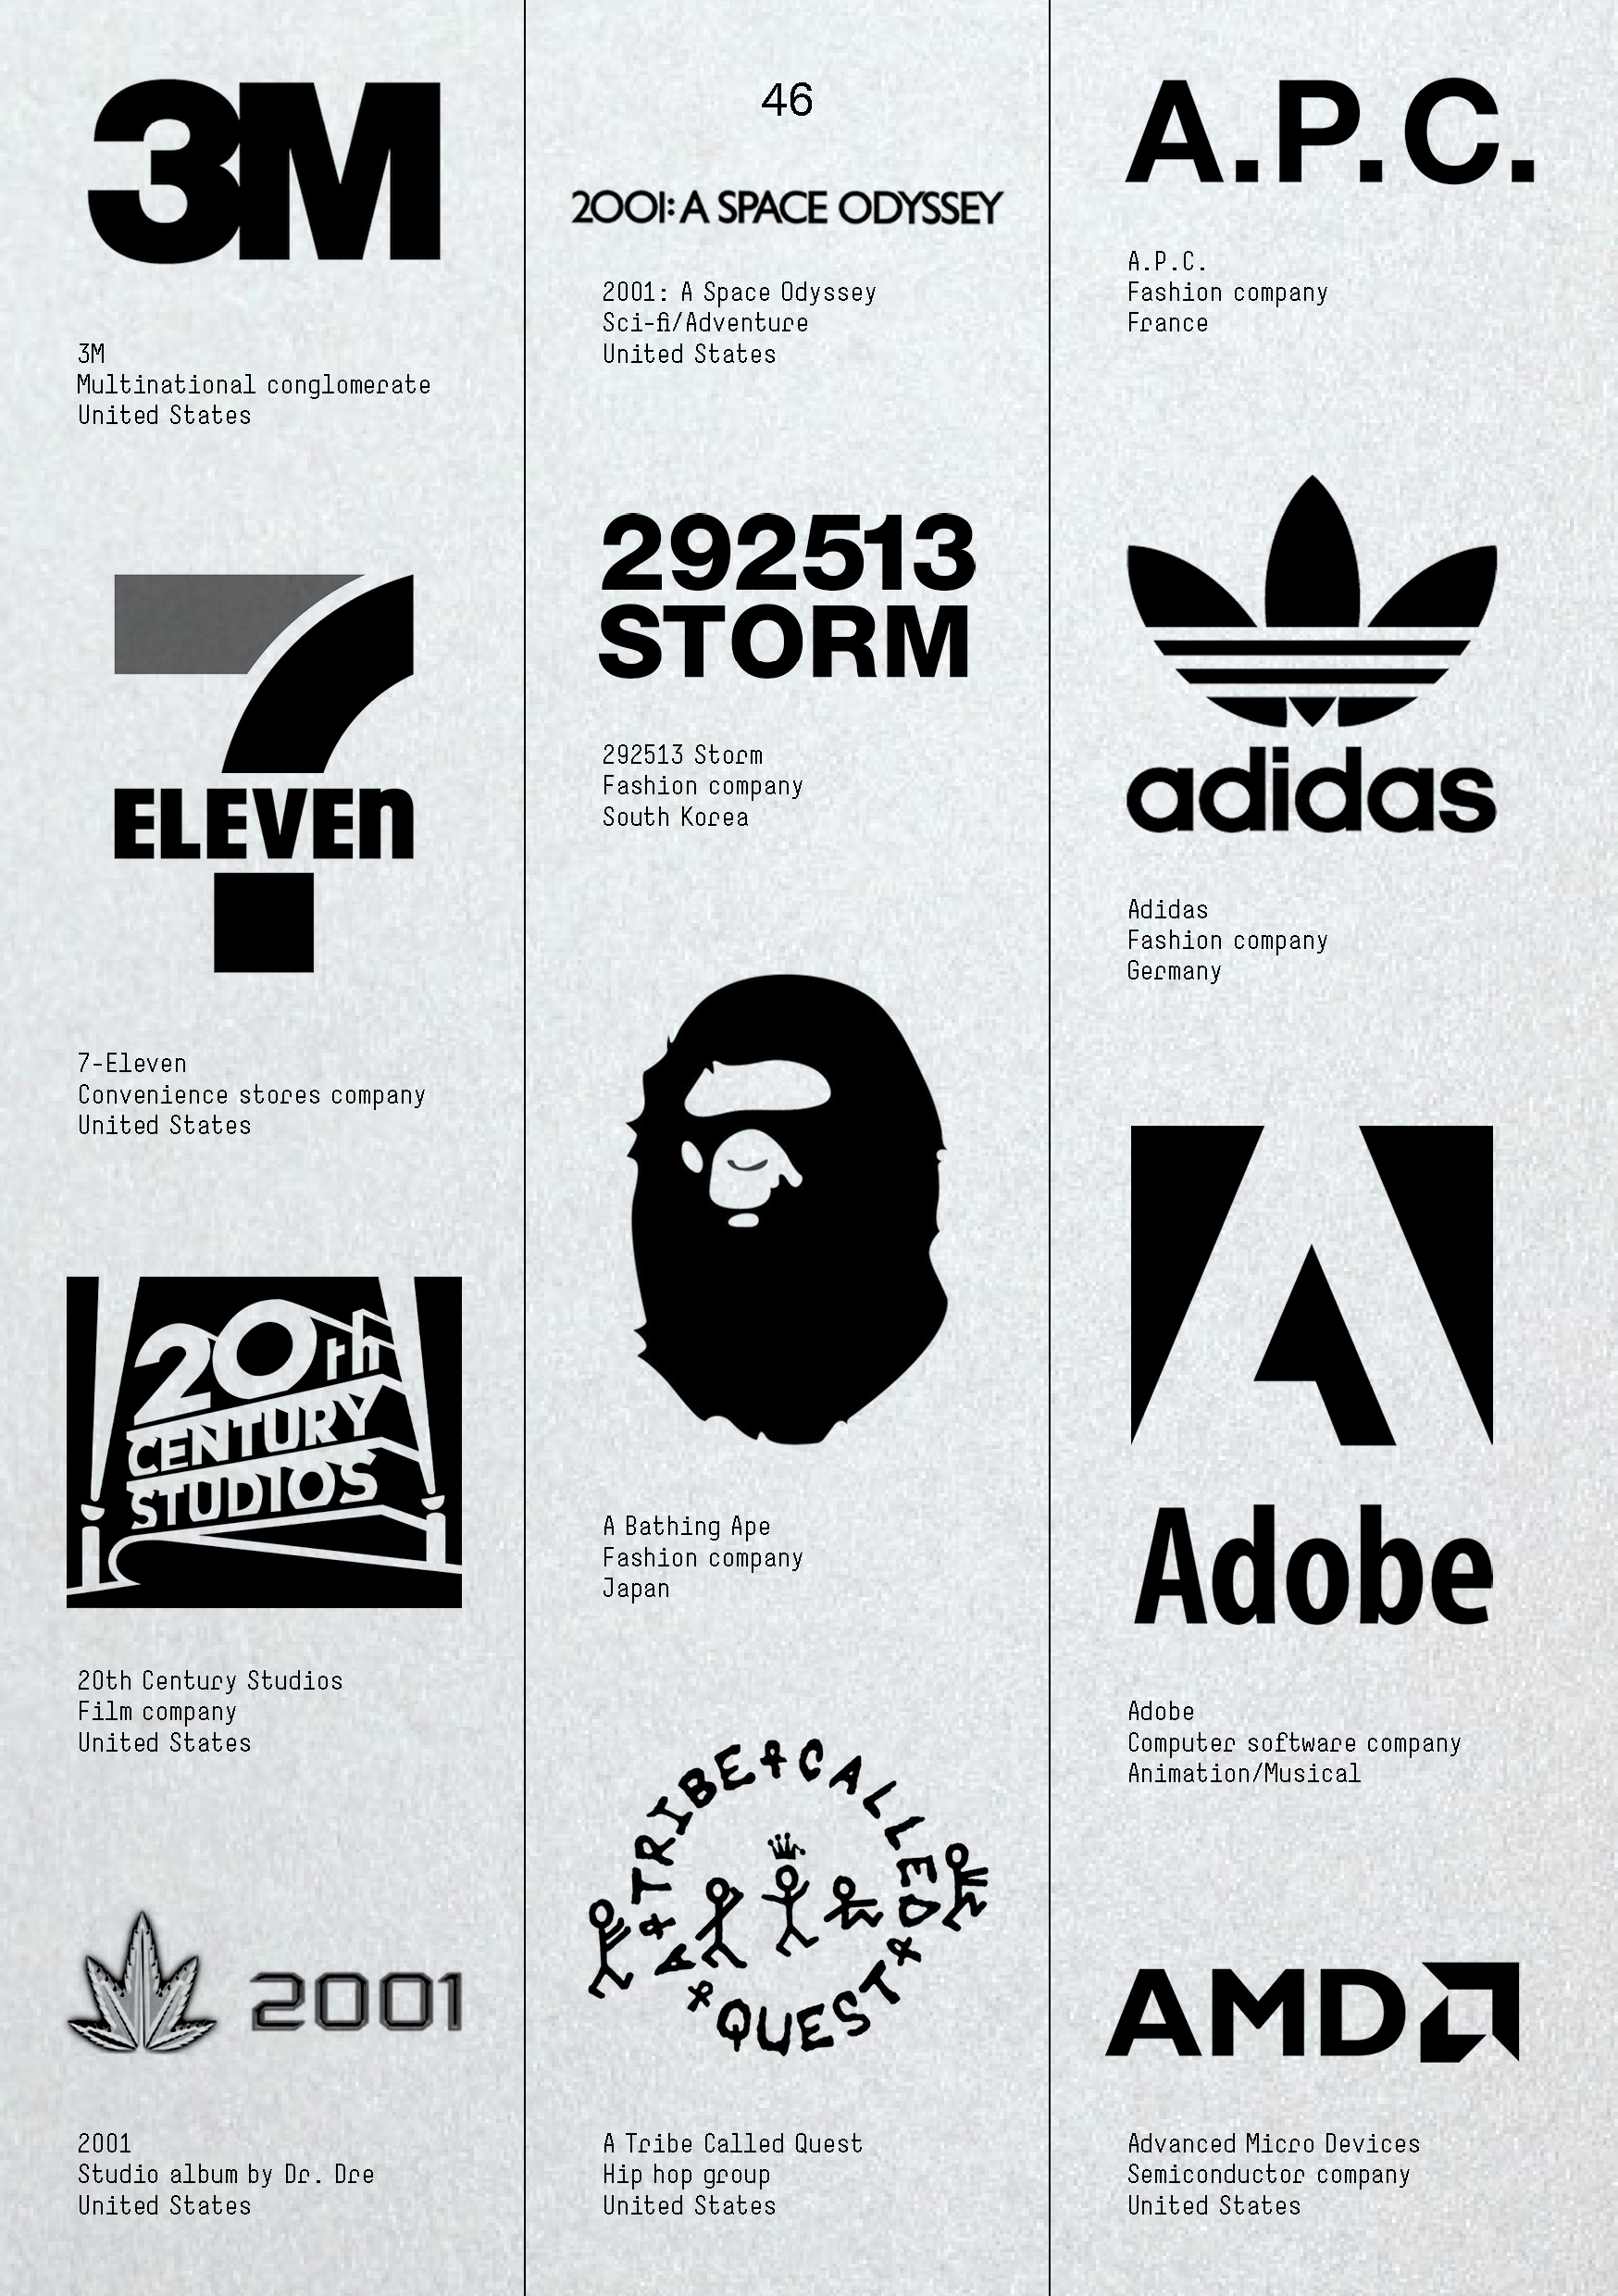 3M
3M
Multinational conglomerate
United States
7
ELEVEn
7-Eleven
Convenience stores company
United States
20th
CENTURY
STUDIOS
20th Century Studios
Film company
United States
2001
2001
Studio album by Dr. Dre
United States
46
2001: A SPACE ODYSSEY
2001: A Space Odyssey
Sci-fi/Adventure
United States
292513
STORM
292513 Storm
Fashion company
South Korea
A Bathing Ape
Fashion company
Japan
A TRIBE CALLED QUEST
A Tribe Called Quest
Hip hop group
United States
A.P.C.
A.P.C.
Fashion company
France
adidas
Adidas
Fashion company
Germany
Adobe
Adobe
Computer software company
Animation/Musical
AMD
Advanced Micro Devices
Semiconductor company
United States